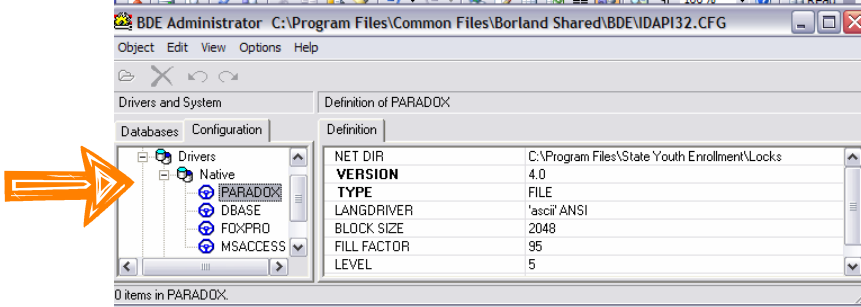 BDE Administrator C:\Program Files\Common Files\Borland Shared\BDE\IDAPI32.CFG
Object Edit View Options Help
Drivers and System Definition of PARADOX
Databases Configuration Definition
Drivers NET DIR C:\Program Files\State Youth Enrollment\Locks
Native VERSION 4.0
PARADOX TYPE FILE
DBASE LANGDRIVER 'ascii' ANSI
FOXPRO BLOCK SIZE 2048
MSACCESS FILL FACTOR 95
LEVEL 5
0 items in PARADOX.